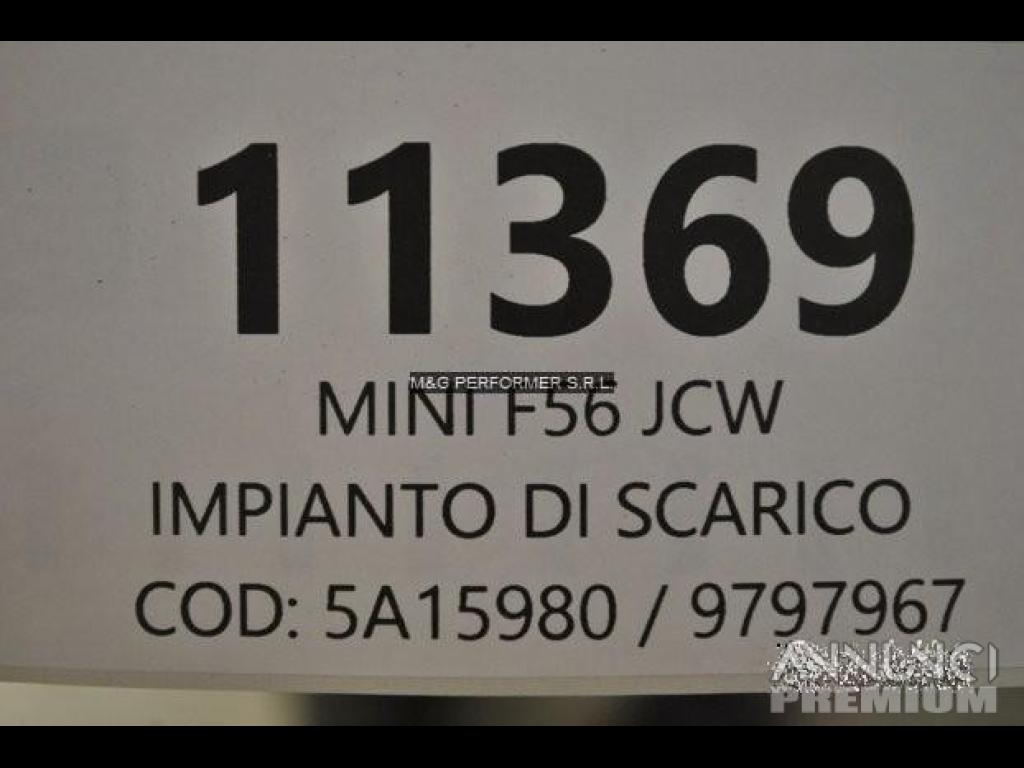 11369
M&G PERFORMER S.R.L.
MINI F56 JCW
IMPIANTO DI SCARICO
COD: 5A15980 / 9797967
ANNUNCI
PREMIUM